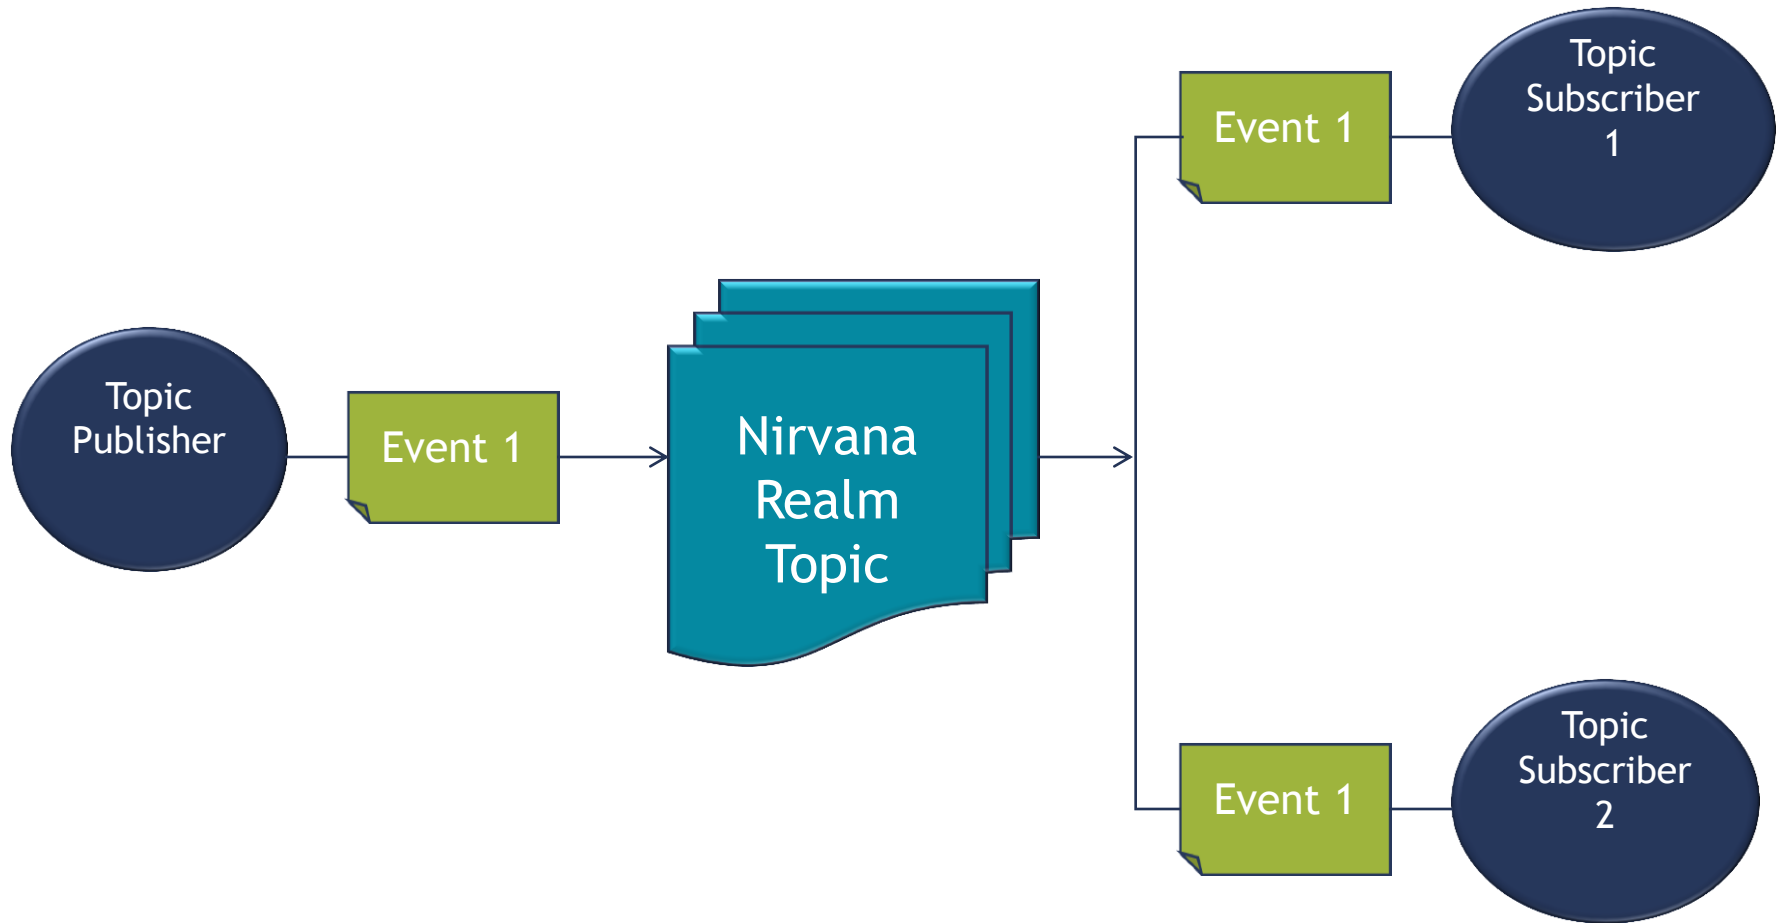 Topic
Publisher
Event 1
Nirvana
Realm
Topic
Event 1
Topic
Subscriber
1
Event 1
Topic
Subscriber
2